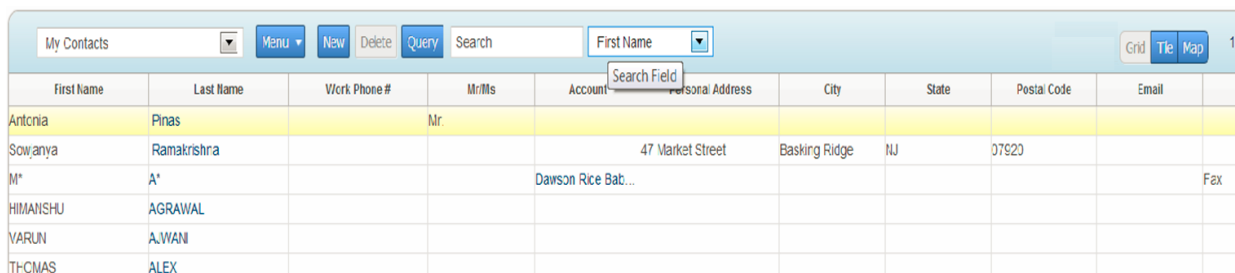 My Contacts Menu New Delete Query Search First Name Grid Tile Map 1
Search Field
First Name Last Name Work Phone # Mr/Ms Account Personal Address City State Postal Code Email
Antonia Pinas Mr.
Sowjanya Ramakrishna 47 Market Street Basking Ridge NJ 07920
M* A* Dawson Rice Bab... Fax
HIMANSHU AGRAWAL
VARUN AJWANI
THOMAS ALEX